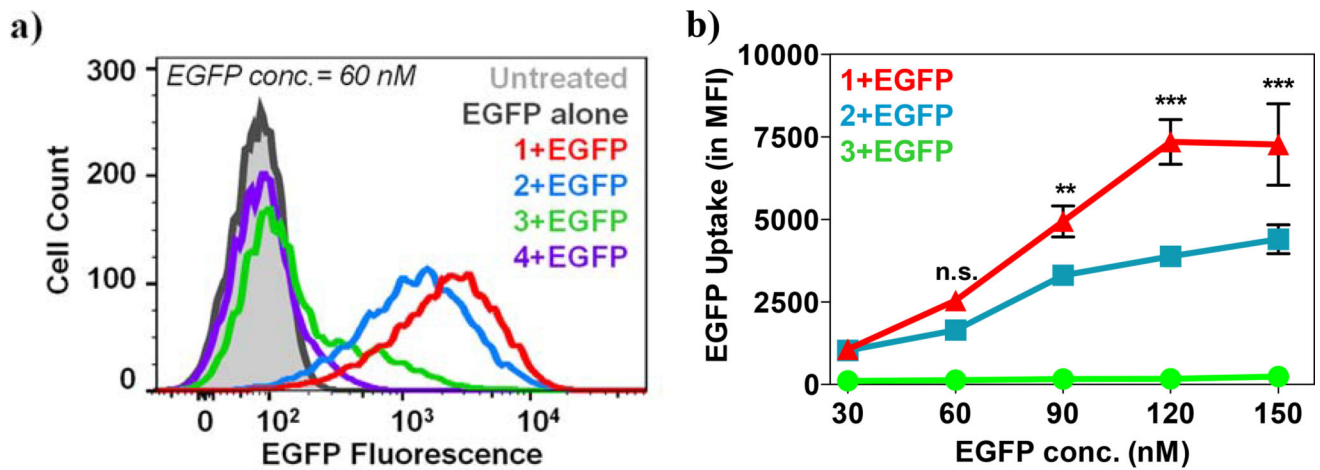 a)
EGFP conc.= 60 nM
Untreated
EGFP alone
1+EGFP
2+EGFP
3+EGFP
4+EGFP
300
200
100
0
Cell Count
0 10² 10³ 10⁴
EGFP Fluorescence
b)
1+EGFP
2+EGFP
3+EGFP
n.s.
**
***
***
10000
7500
5000
2500
0
EGFP Uptake (in MFI)
30 60 90 120 150
EGFP conc. (nM)